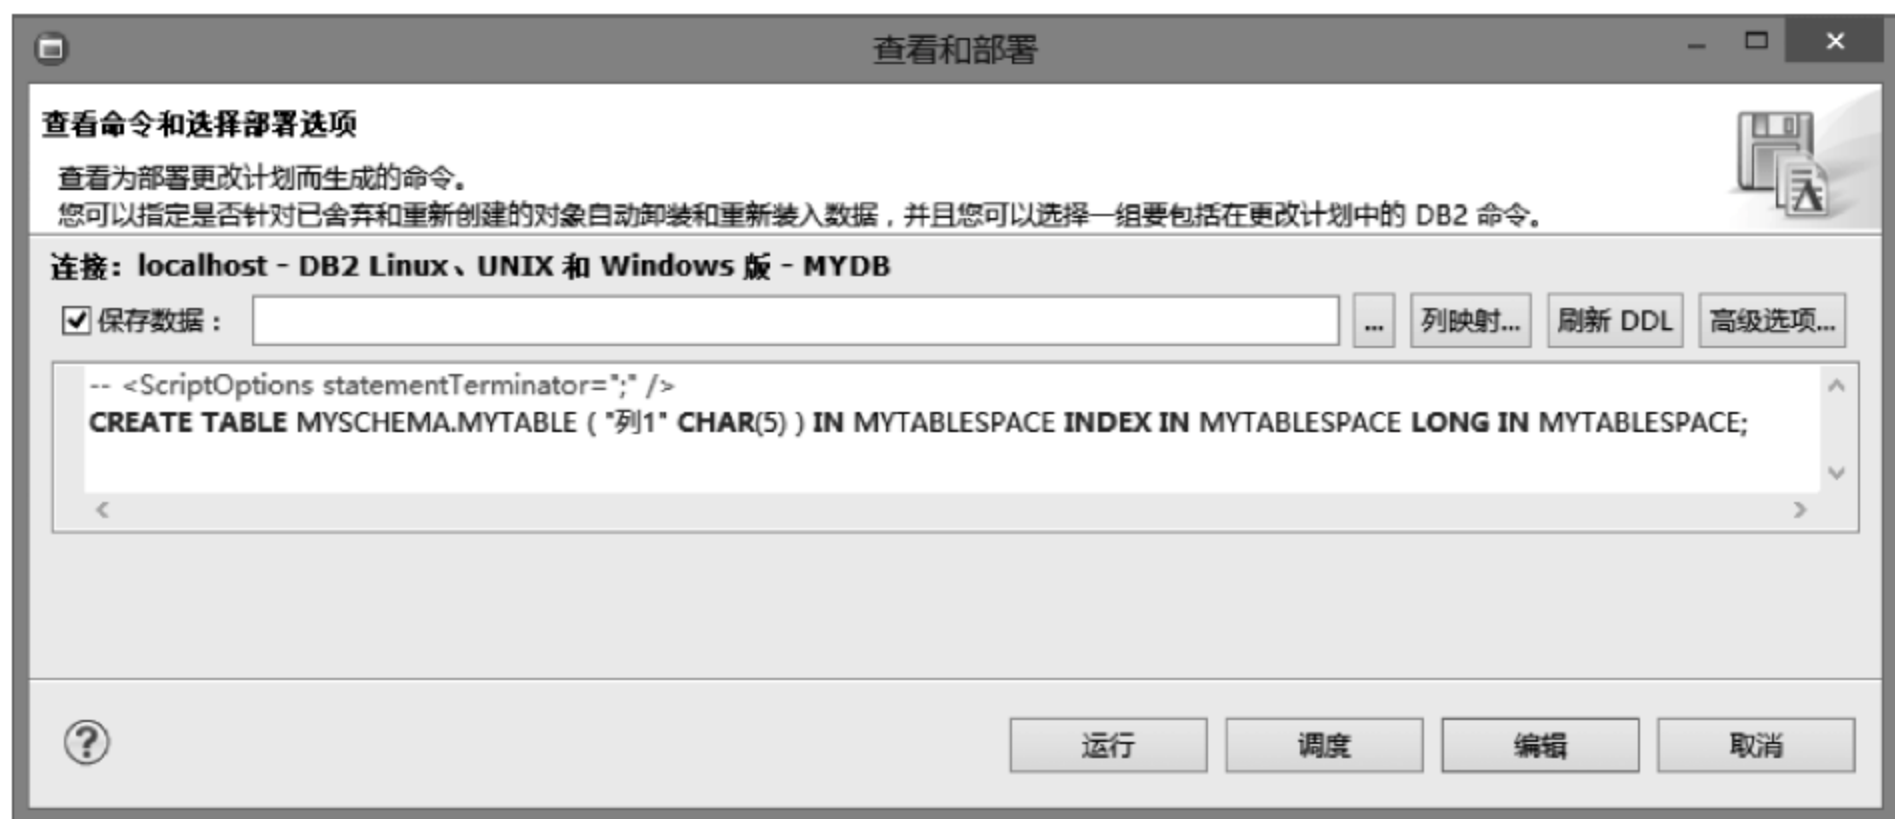 查看和部署
查看命令和选择部署选项
查看为部署更改计划而生成的命令。
您可以指定是否针对已舍弃和重新创建的对象自动卸装和重新装入数据，并且您可以选择一组要包括在更改计划中的 DB2 命令。
连接：localhost - DB2 Linux、UNIX 和 Windows 版 - MYDB
保存数据： ... 列映射... 刷新 DDL 高级选项...
-- <ScriptOptions statementTerminator=";" />
CREATE TABLE MYSCHEMA.MYTABLE ( "列1" CHAR(5) ) IN MYTABLESPACE INDEX IN MYTABLESPACE LONG IN MYTABLESPACE;
运行 调度 编辑 取消